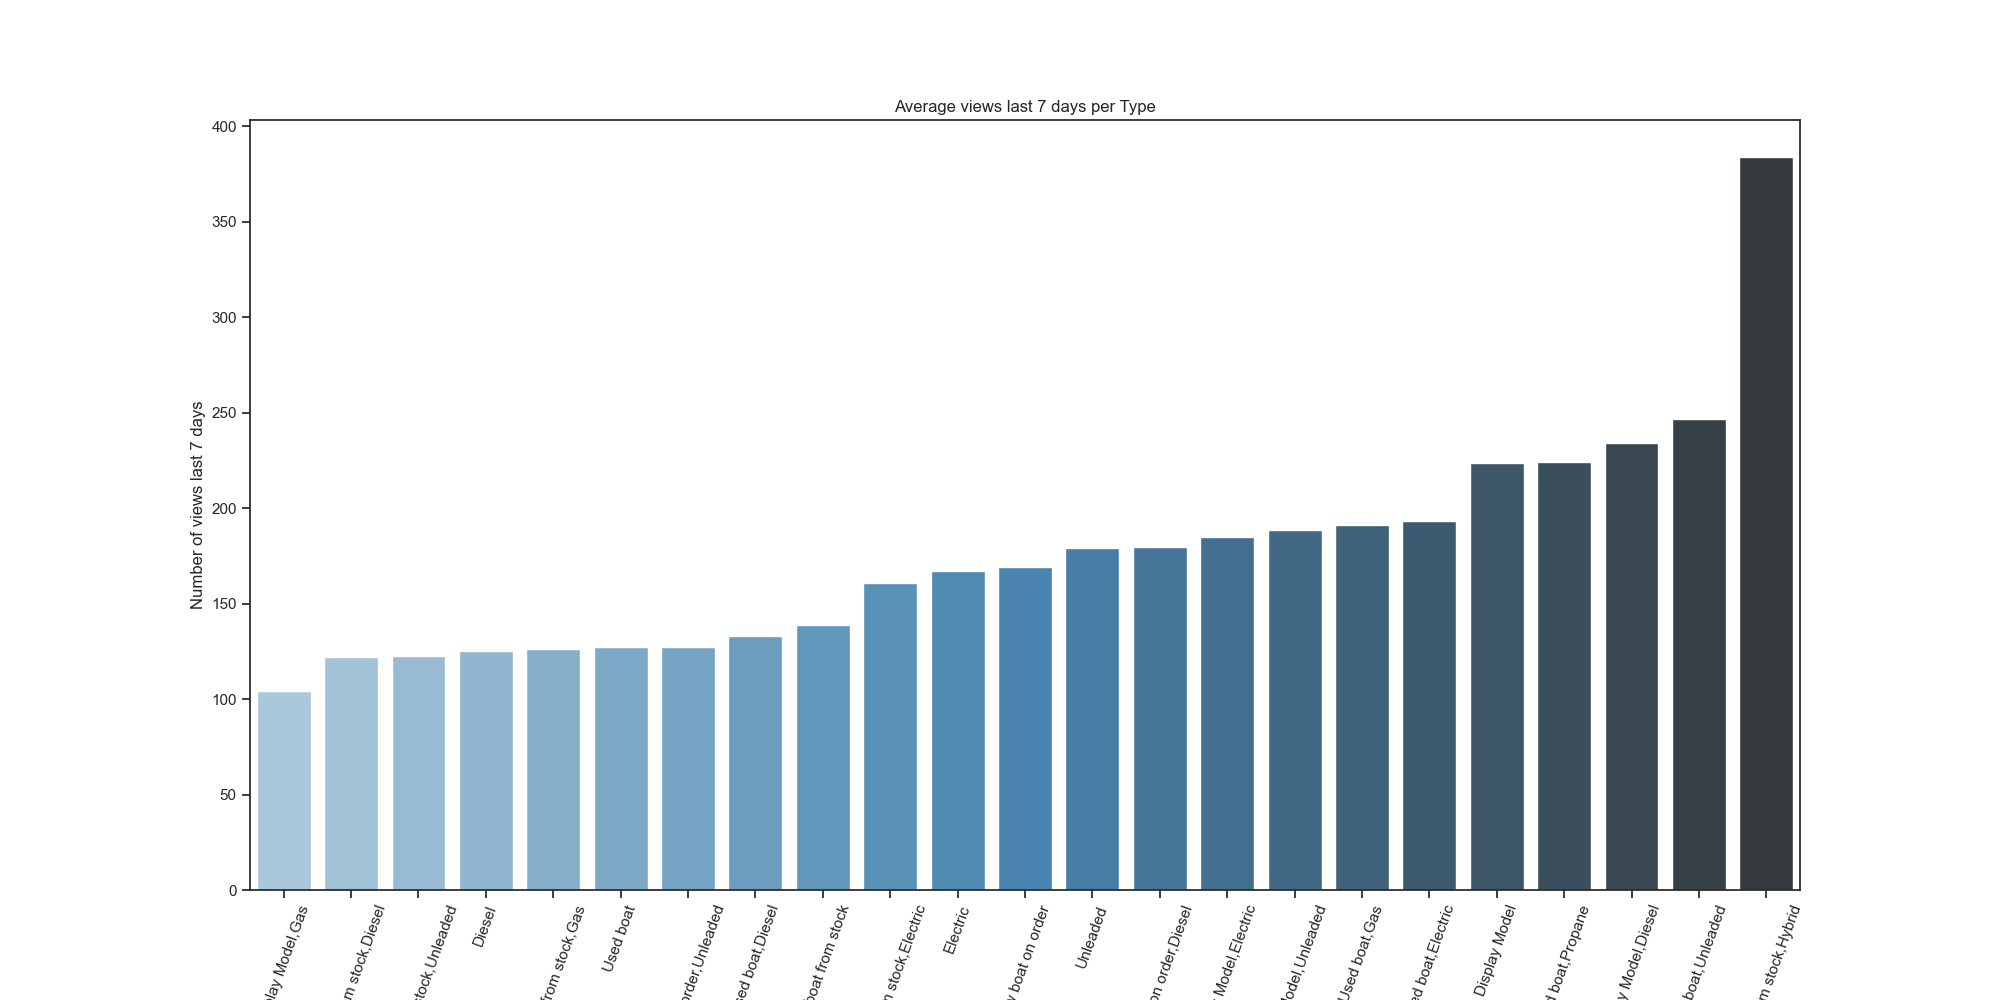 Average views last 7 days per Type
400
350
300
250
200
150
100
50
0
Number of views last 7 days
Model,Gas
stock,Diesel
stock,Unleaded
Diesel
from stock,Gas
Used boat
order,Unleaded
boat,Diesel
boat from stock
stock,Electric
Electric
boat on order
Unleaded
on order,Diesel
Model,Electric
Model,Unleaded
Used boat,Gas
boat,Electric
Display Model
boat,Propane
Model,Diesel
boat,Unleaded
stock,Hybrid